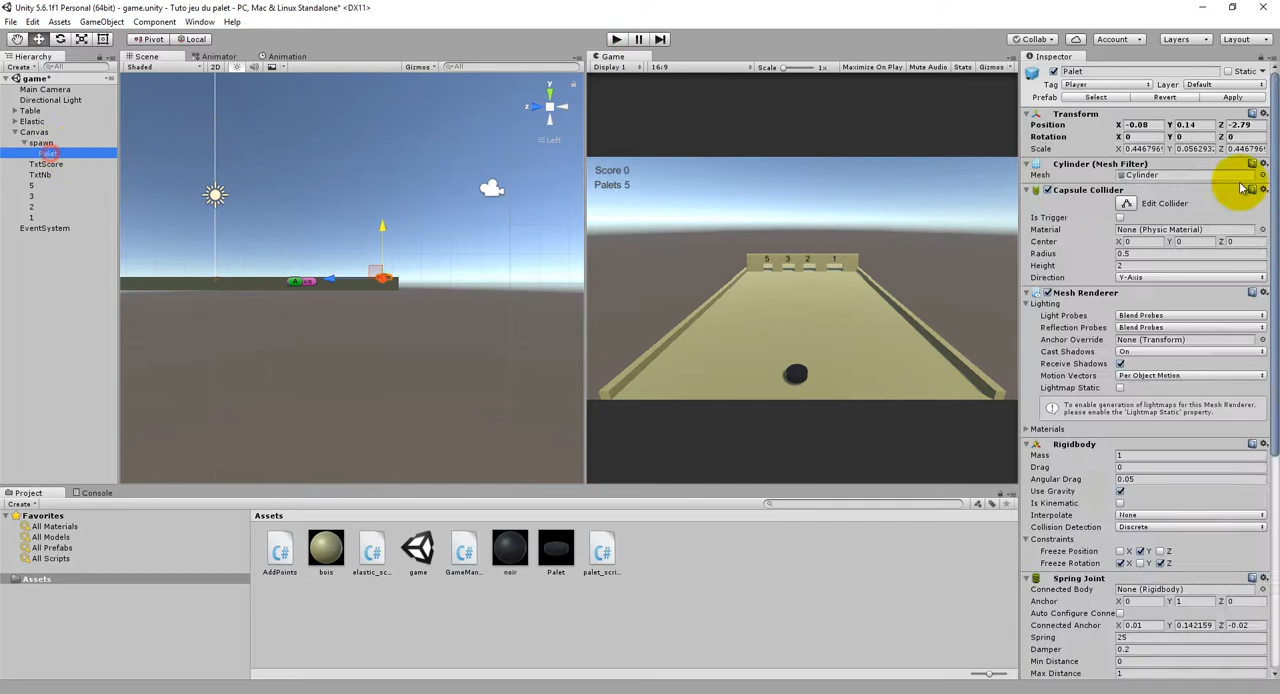 Unity 5.6.1f1 Personal (64bit) - game.unity - Tuto jeu du palet - PC, Mac & Linux Standalone* <DX11>
File Edit Assets GameObject Component Window Help
Pivot Local Collab Account Layers Layout
Hierarchy
Create All
game*
Main Camera
Directional Light
Table
Elastic
Canvas
spawn
Palet
TxtScore
TxtNb
5
3
2
1
EventSystem
Scene Animator Animation
Shaded 2D Gizmos All
y
z
Left
Game
Display 1 16:9 Scale 1x Maximize On Play Mute Audio Stats Gizmos
Score 0
Palets 5
5 3 2 1
Inspector
Palet Static
Tag Player Layer Default
Prefab Select Revert Apply
Transform
Position X -0.08 Y 0.14 Z -2.79
Rotation X 0 Y 0 Z 0
Scale X 0.4467969 Y 0.0562932 Z 0.4467969
Cylinder (Mesh Filter)
Mesh Cylinder
Capsule Collider
Edit Collider
Is Trigger
Material None (Physic Material)
Center X 0 Y 0 Z 0
Radius 0.5
Height 2
Direction Y-Axis
Mesh Renderer
Lighting
Light Probes Blend Probes
Reflection Probes Blend Probes
Anchor Override None (Transform)
Cast Shadows On
Receive Shadows
Motion Vectors Per Object Motion
Lightmap Static
To enable generation of lightmaps for this Mesh Renderer,
please enable the 'Lightmap Static' property.
Materials
Rigidbody
Mass 1
Drag 0
Angular Drag 0.05
Use Gravity
Is Kinematic
Interpolate None
Collision Detection Discrete
Constraints
Freeze Position X Y Z
Freeze Rotation X Y Z
Spring Joint
Connected Body None (Rigidbody)
Anchor X 0 Y 1 Z 0
Auto Configure Conne
Connected Anchor X 0.01 Y 0.142159 Z -0.02
Spring 25
Damper 0.2
Min Distance 0
Max Distance 1
Project Console
Create
Favorites
All Materials
All Models
All Prefabs
All Scripts
Assets
Assets
AddPoints bois elastic_sc... game GameMan... noir Palet palet_scri...